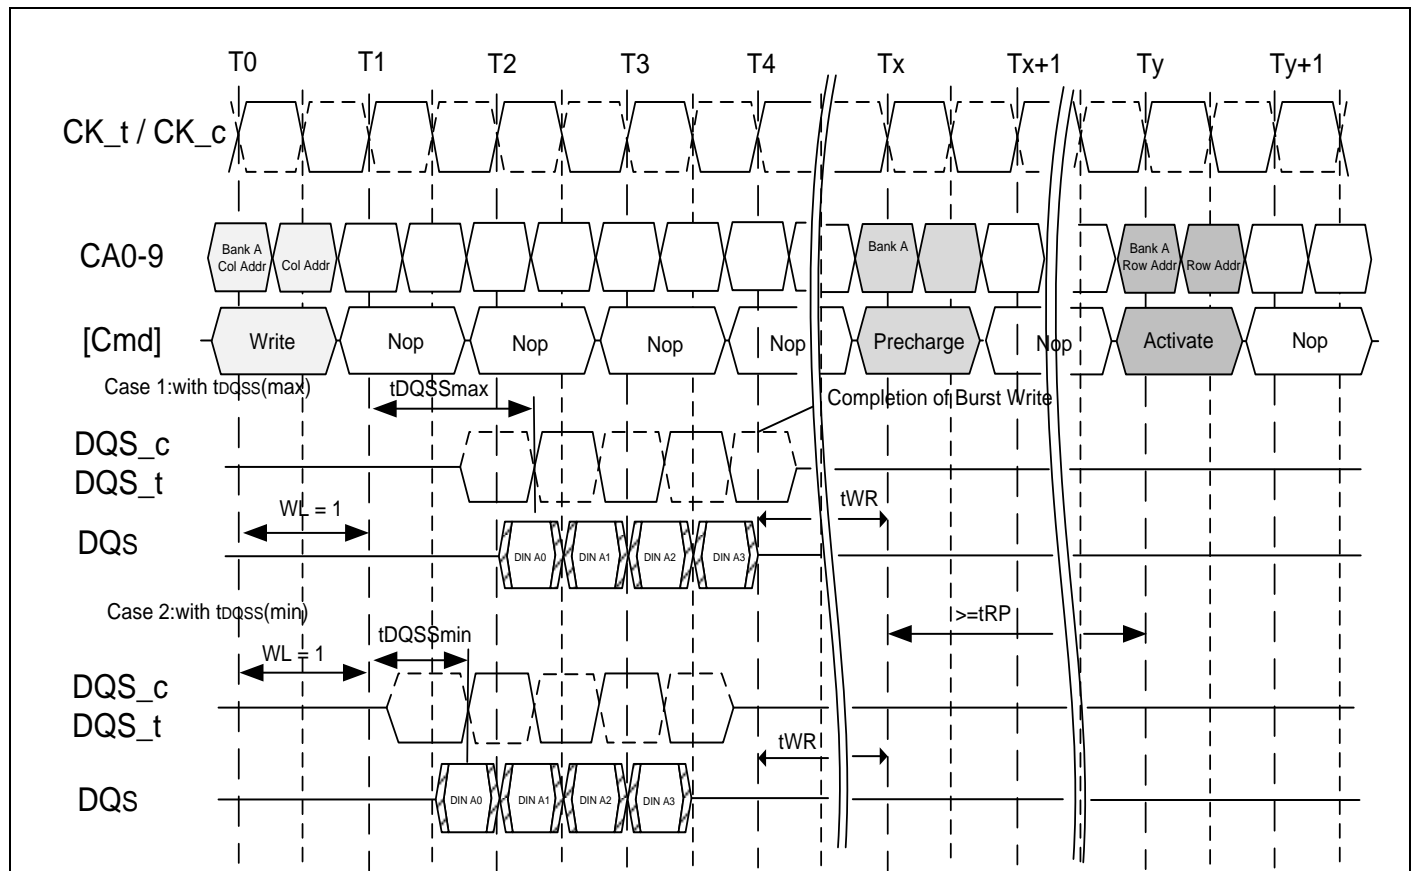 T0 T1 T2 T3 T4 Tx Tx+1 Ty Ty+1
CK_t / CK_c
CA0-9
Bank A
Col Addr
Col Addr
Bank A
Bank A
Row Addr
Row Addr
[Cmd] Write Nop Nop Nop Nop Precharge Nop Activate Nop
Case 1:with tDQSS(max)
tDQSSmax
Completion of Burst Write
DQS_c
DQS_t
WL = 1
tWR
DQs
DIN A0 DIN A1 DIN A2 DIN A3
Case 2:with tDQSS(min)
>=tRP
tDQSSmin
WL = 1
DQS_c
DQS_t
tWR
DQs
DIN A0 DIN A1 DIN A2 DIN A3